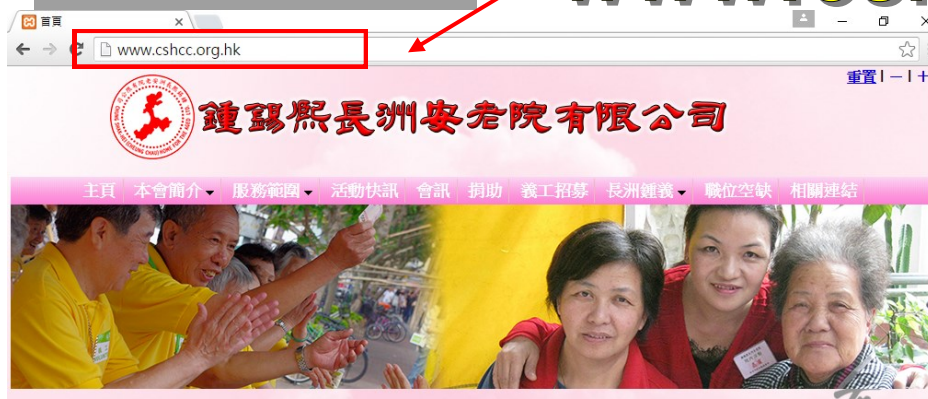 首頁
www.cshcc.org.hk
重置 | − | +
鍾錫熙長洲安老院有限公司
主頁 本會簡介 服務範圍 活動快訊 會訊 捐助 義工招募 長洲鍾義 職位空缺 相關連結